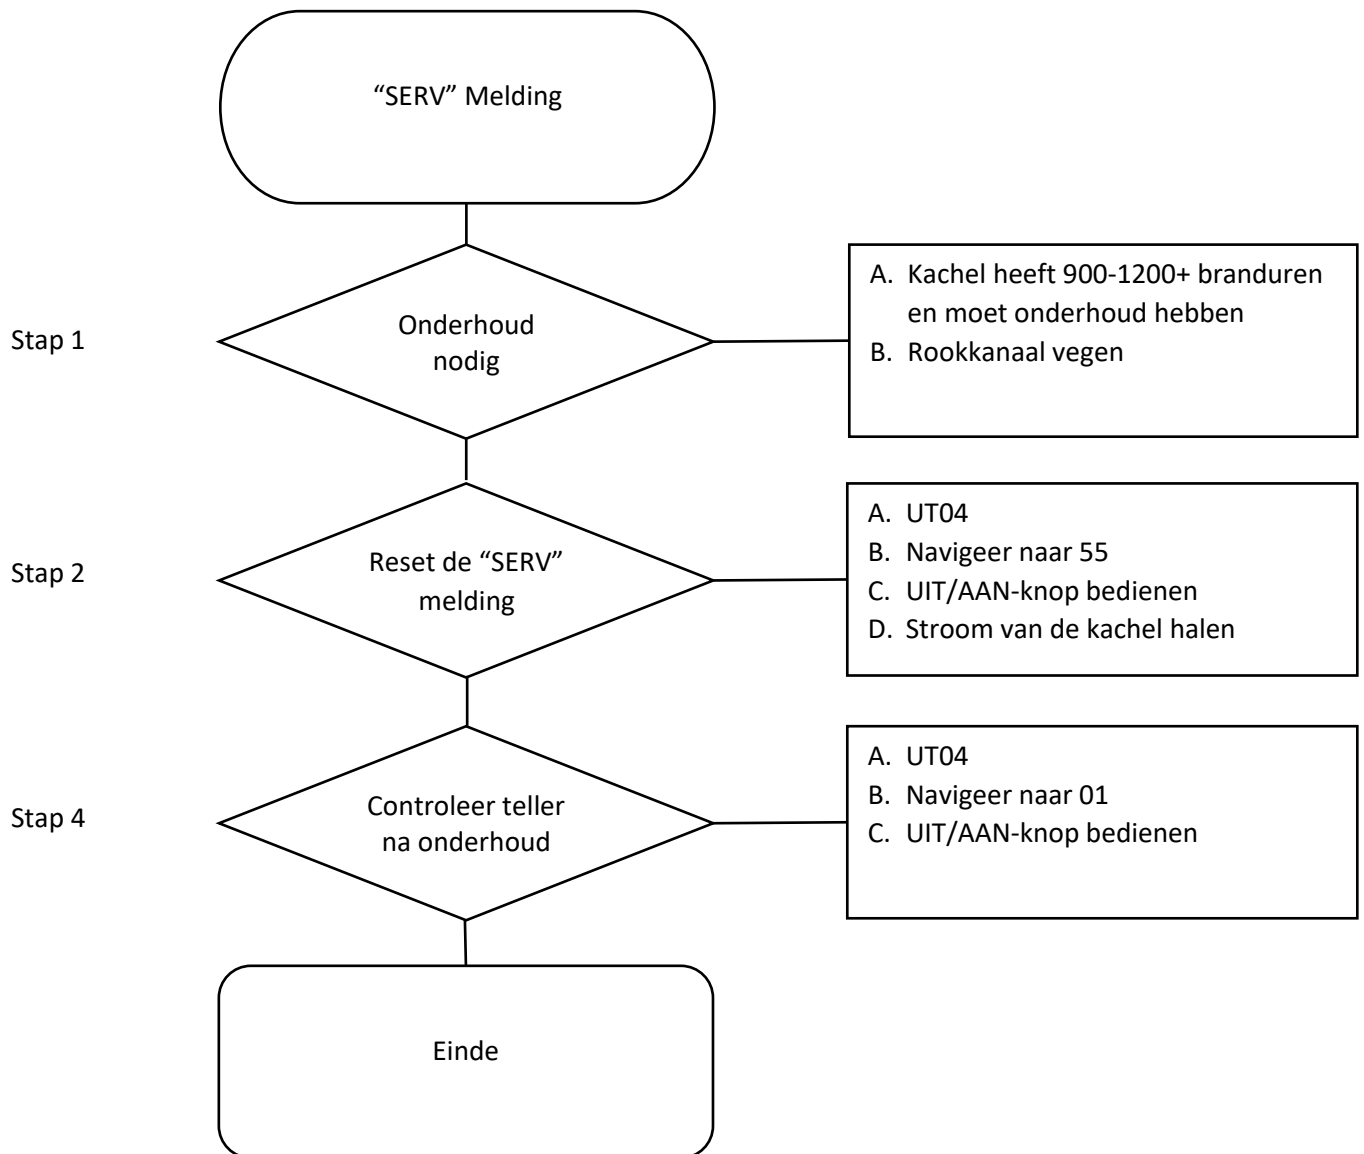 “SERV” Melding
Stap 1
Onderhoud
nodig
A. Kachel heeft 900-1200+ branduren
en moet onderhoud hebben
B. Rookkanaal vegen
Stap 2
Reset de “SERV”
melding
A. UT04
B. Navigeer naar 55
C. UIT/AAN-knop bedienen
D. Stroom van de kachel halen
Stap 4
Controleer teller
na onderhoud
A. UT04
B. Navigeer naar 01
C. UIT/AAN-knop bedienen
Einde